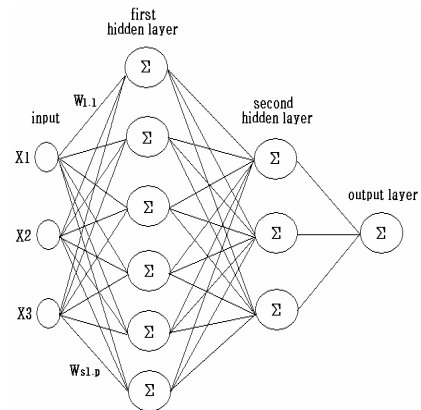 first
hidden layer
Σ
W1.1
second
hidden layer
input
Σ
X1
Σ
output layer
Σ
X2
Σ
Σ
Σ
X3
Σ
Σ
Ws1.p
Σ